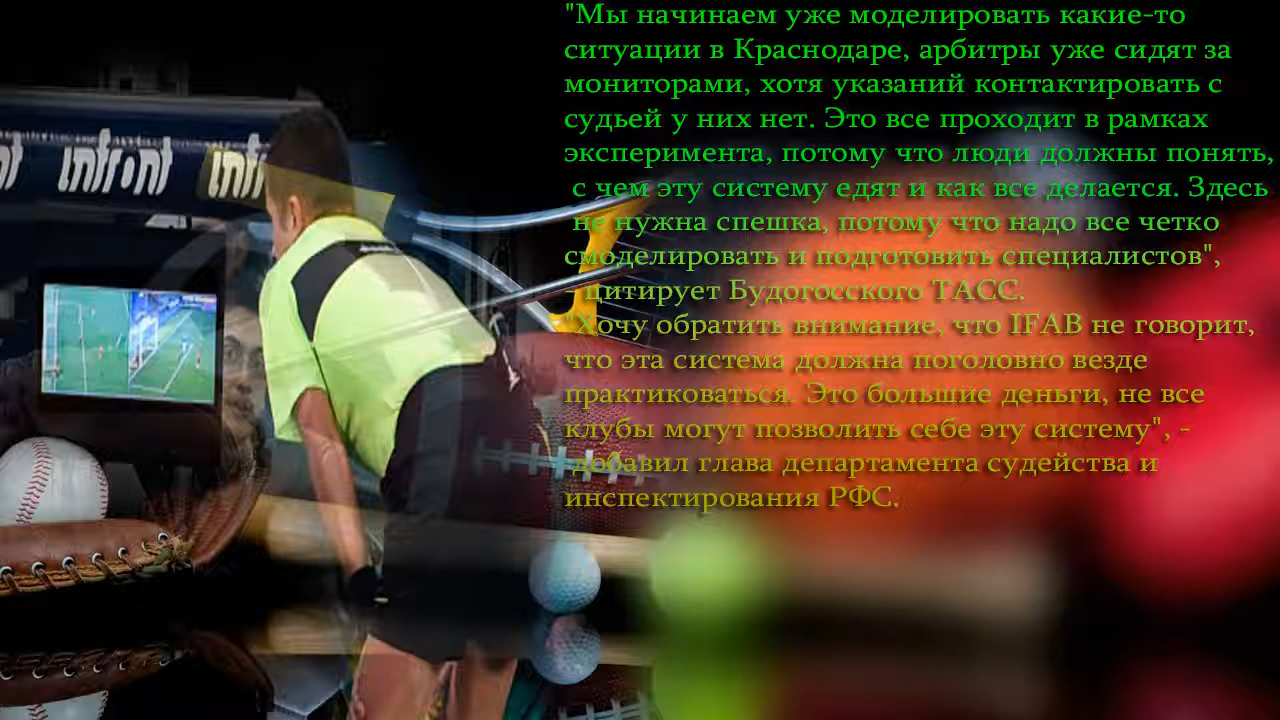 "Мы начинаем уже моделировать какие-то
ситуации в Краснодаре, арбитры уже сидят за
мониторами, хотя указаний контактировать с
судьей у них нет. Это все проходит в рамках
эксперимента, потому что люди должны понять,
с чем эту систему едят и как все делается. Здесь
не нужна спешка, потому что надо все четко
смоделировать и подготовить специалистов",
- цитирует Будогосского ТАСС.
"Хочу обратить внимание, что IFAB не говорит,
что эта система должна поголовно везде
практиковаться. Это большие деньги, не все
клубы могут позволить себе эту систему", -
добавил глава департамента судейства и
инспектирования РФС.
infront